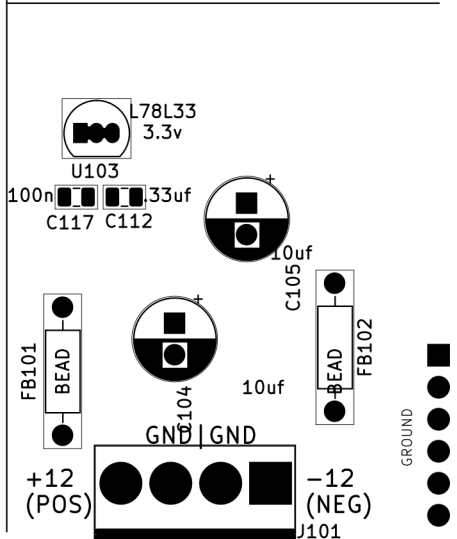 L78L33
3.3v
U103
100n
.33uf
C117
C112
+
10uf
C105
+
FB101
BEAD
BEAD
FB102
10uf
C104
GND|GND
GROUND
+12
(POS)
-12
(NEG)
J101